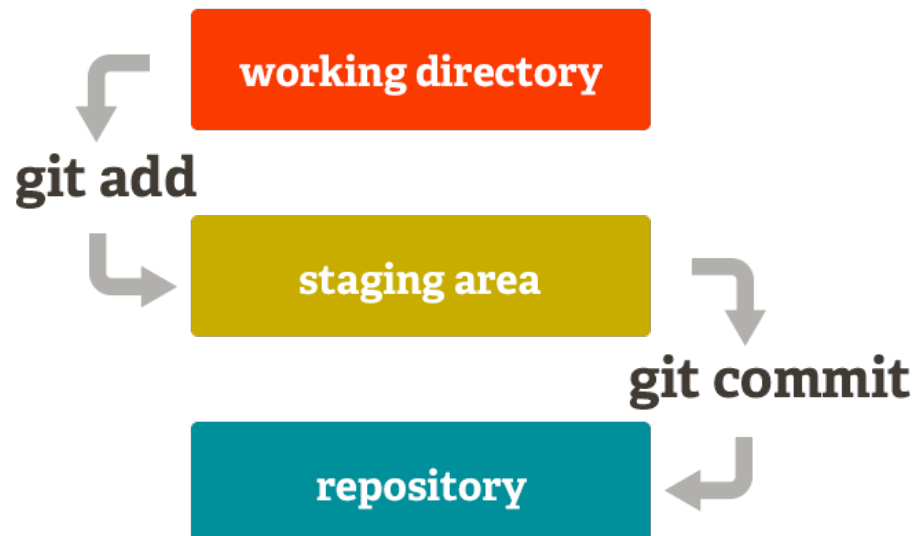 working directory
git add
staging area
git commit
repository